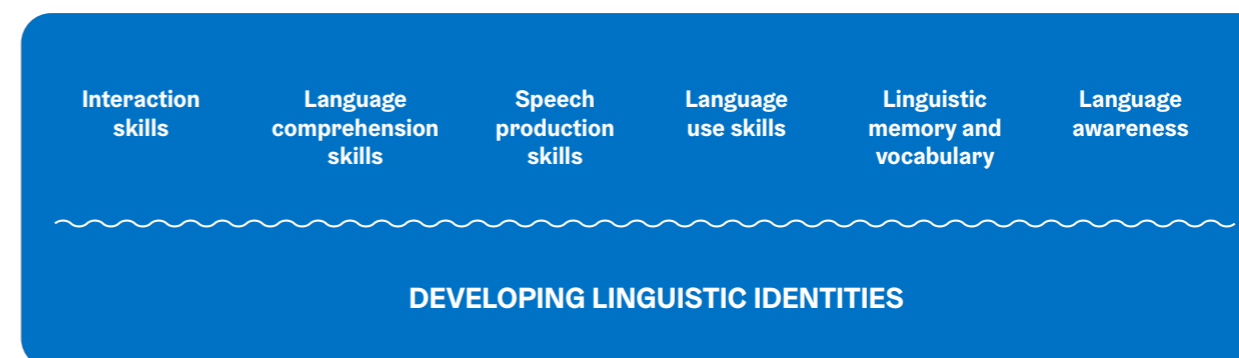 Interaction
skills
Language
comprehension
skills
Speech
production
skills
Language
use skills
Linguistic
memory and
vocabulary
Language
awareness
DEVELOPING LINGUISTIC IDENTITIES